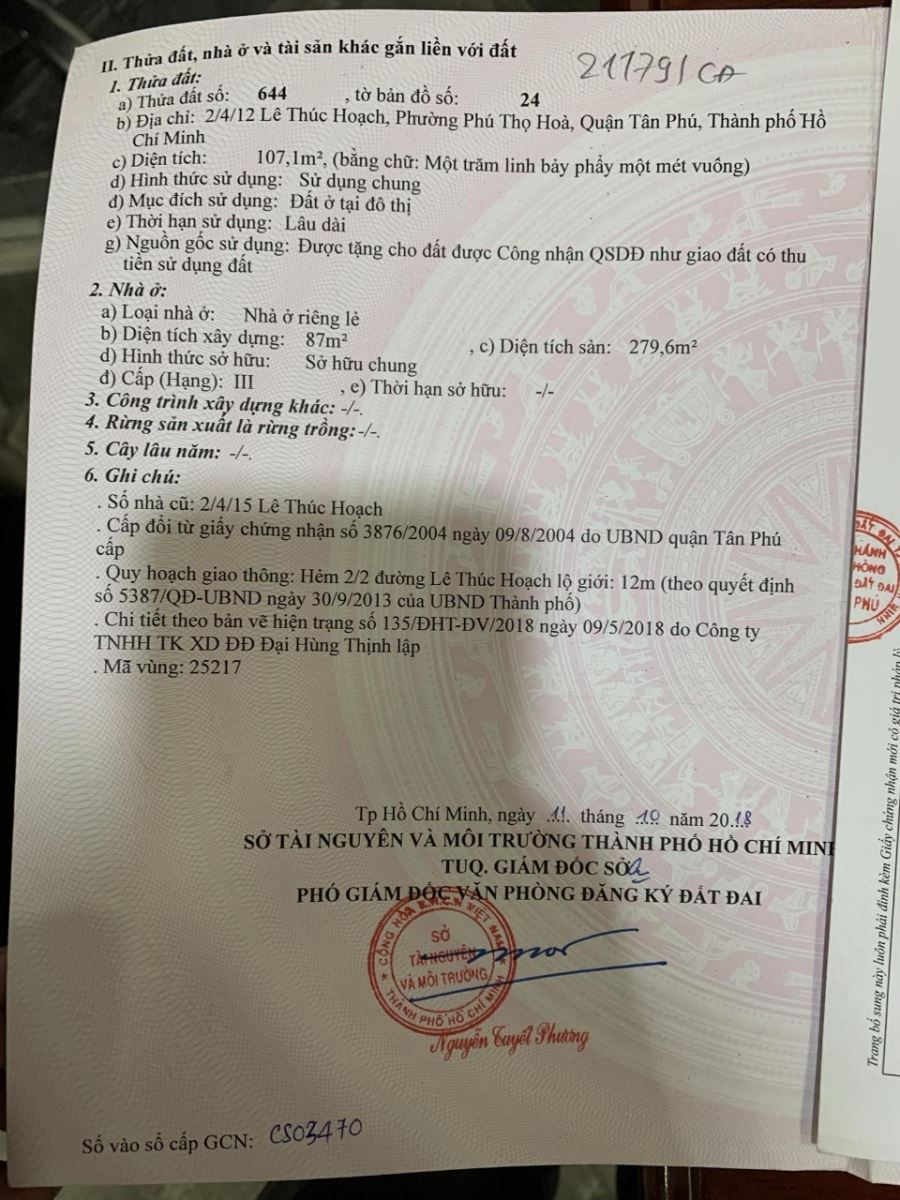 II. Thửa đất, nhà ở và tài sản khác gắn liền với đất
21179/CĐ
1. Thửa đất:
a) Thửa đất số: 644 , tờ bản đồ số: 24
b) Địa chỉ: 2/4/12 Lê Thúc Hoạch, Phường Phú Thọ Hoà, Quận Tân Phú, Thành phố Hồ
Chí Minh
c) Diện tích: 107,1m², (bằng chữ: Một trăm linh bảy phẩy một mét vuông)
d) Hình thức sử dụng: Sử dụng chung
đ) Mục đích sử dụng: Đất ở tại đô thị
e) Thời hạn sử dụng: Lâu dài
g) Nguồn gốc sử dụng: Được tặng cho đất được Công nhận QSDĐ như giao đất có thu
tiền sử dụng đất
2. Nhà ở:
a) Loại nhà ở: Nhà ở riêng lẻ
b) Diện tích xây dựng: 87m² , c) Diện tích sàn: 279,6m²
d) Hình thức sở hữu: Sở hữu chung
đ) Cấp (Hạng): III , e) Thời hạn sở hữu: -/-
3. Công trình xây dựng khác: -/-.
4. Rừng sản xuất là rừng trồng:-/-.
5. Cây lâu năm: -/-.
6. Ghi chú:
. Số nhà cũ: 2/4/15 Lê Thúc Hoạch
. Cấp đổi từ giấy chứng nhận số 3876/2004 ngày 09/8/2004 do UBND quận Tân Phú
cấp
. Quy hoạch giao thông: Hẻm 2/2 đường Lê Thúc Hoạch lộ giới: 12m (theo quyết định
số 5387/QĐ-UBND ngày 30/9/2013 của UBND Thành phố)
. Chi tiết theo bản vẽ hiện trạng số 135/ĐHT-ĐV/2018 ngày 09/5/2018 do Công ty
TNHH TK XD ĐĐ Đại Hùng Thịnh lập
. Mã vùng: 25217
Tp Hồ Chí Minh, ngày 11 tháng 10 năm 2018
SỞ TÀI NGUYÊN VÀ MÔI TRƯỜNG THÀNH PHỐ HỒ CHÍ MINH
TUQ. GIÁM ĐỐC SỞ
PHÓ GIÁM ĐỐC VĂN PHÒNG ĐĂNG KÝ ĐẤT ĐAI
CỘNG HÒA X.H.C.N VIỆT NAM
SỞ
TÀI NGUYÊN
VÀ MÔI TRƯỜNG
THÀNH PHỐ HỒ CHÍ MINH
Nguyễn Tuyết Phương
Số vào sổ cấp GCN: CS03470
ĐẤT ĐAI
HÁNH
HÒNG
ĐẤT ĐAI
PHÚ
Trang bổ sung này luôn phải đính kèm Giấy chứng nhận mới có giá trị pháp lý